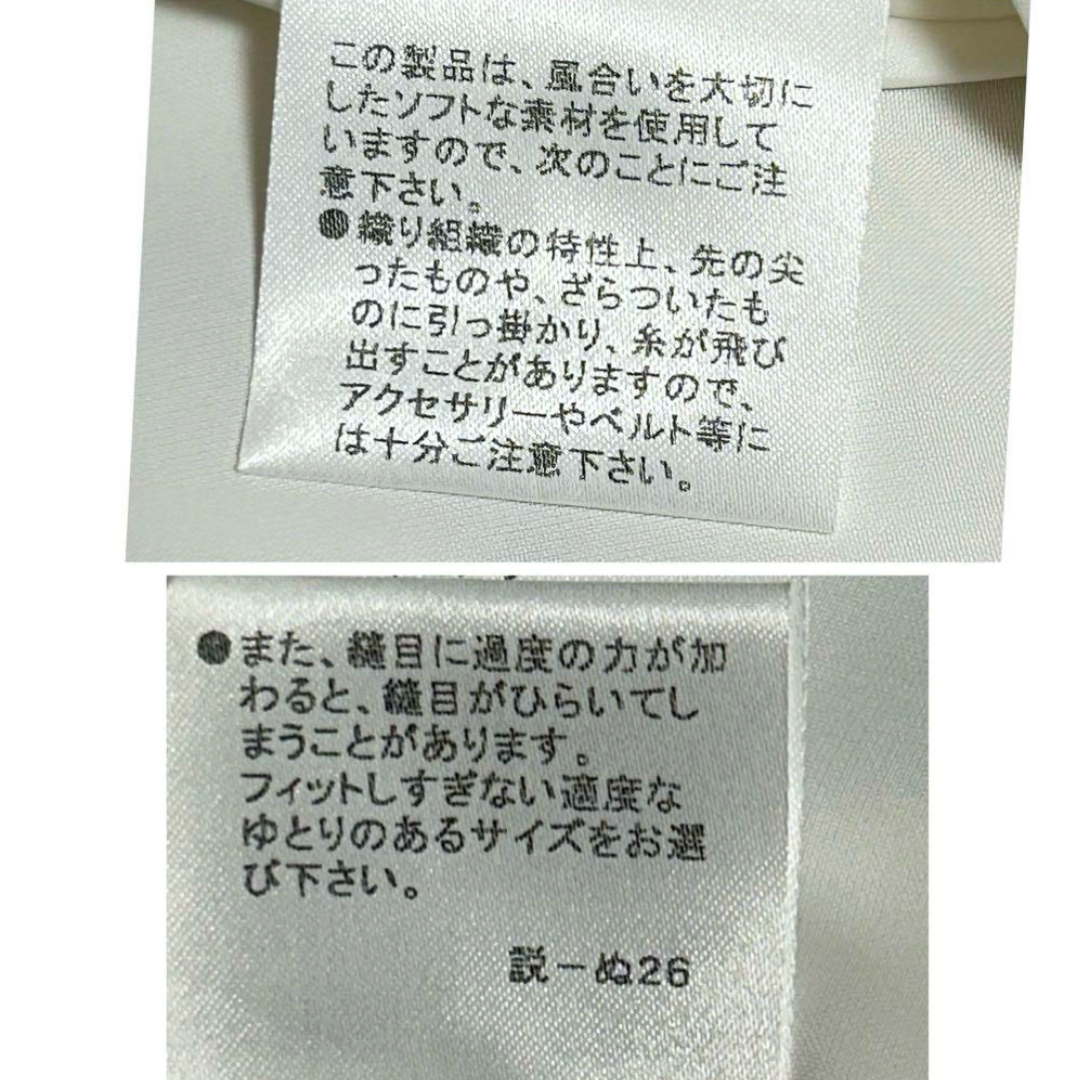 この製品は、風合いを大切に
したソフトな素材を使用して
いますので、次のことにご注
意下さい。
●織り組織の特性上、先の尖
ったものや、ざらついたも
のに引っ掛かり、糸が飛び
出すことがありますので、
アクセサリーやベルト等に
は十分ご注意下さい。
●また、縫目に過度の力が加
わると、縫目がひらいてし
まうことがあります。
フィットしすぎない適度な
ゆとりのあるサイズをお選
び下さい。
説－ぬ26